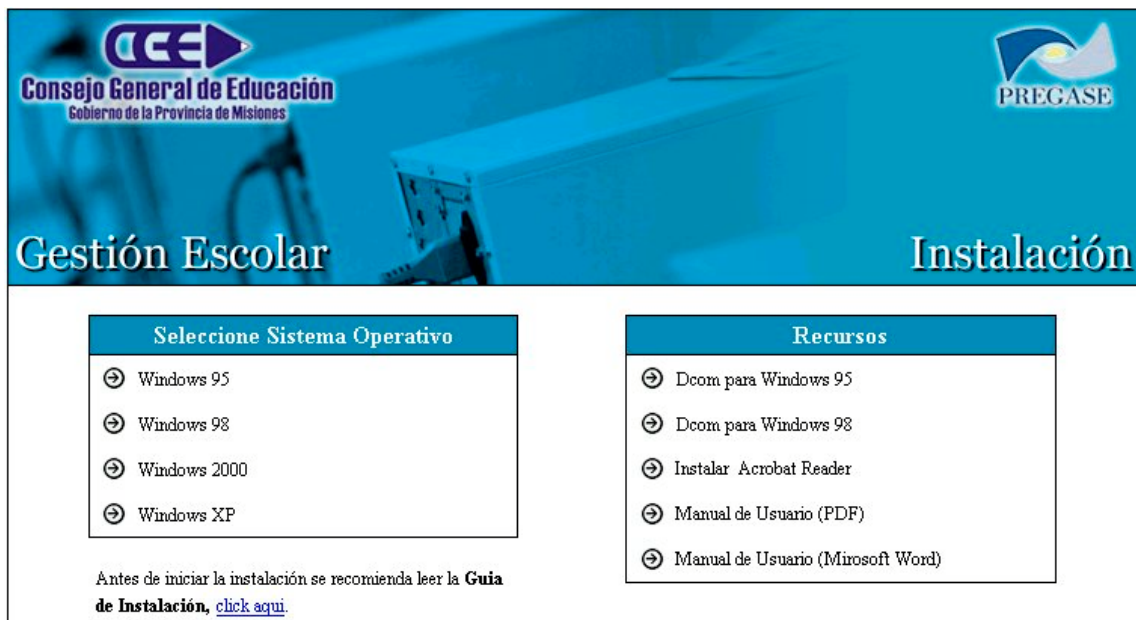 CGE
Consejo General de Educación
Gobierno de la Provincia de Misiones
PREGASE
Gestión Escolar
Instalación
Seleccione Sistema Operativo
Windows 95
Windows 98
Windows 2000
Windows XP
Antes de iniciar la instalación se recomienda leer la Guia
de Instalación, click aqui.
Recursos
Dcom para Windows 95
Dcom para Windows 98
Instalar Acrobat Reader
Manual de Usuario (PDF)
Manual de Usuario (Mirosoft Word)